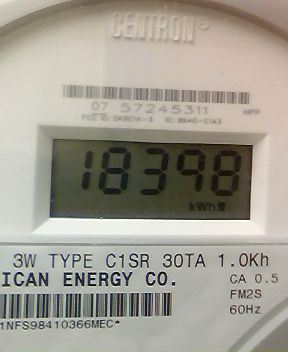 CENTRON
07 57245311 HPP
18398
kWh
3W TYPE C1SR 30TA 1.0Kh
ICAN ENERGY CO. CA 0.5
FM2S
60Hz
1NFS98410366MEC*